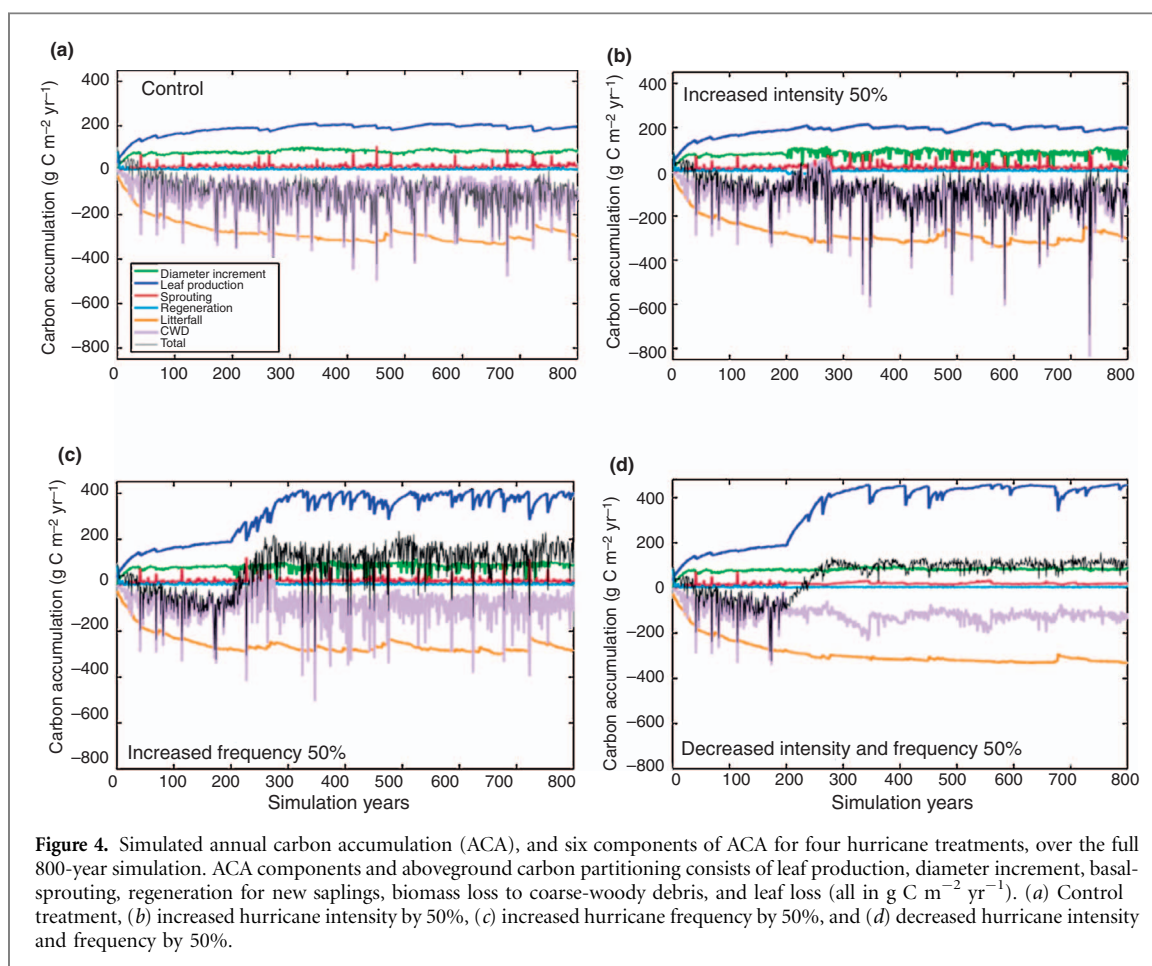 (a)
Control
Carbon accumulation (g C m⁻² yr⁻¹)
400
200
0
−200
−400
−600
−800
Diameter increment
Leaf production
Sprouting
Regeneration
Litterfall
CWD
Total
0 100 200 300 400 500 600 700 800
(b)
Increased intensity 50%
Carbon accumulation (g C m⁻² yr⁻¹)
400
200
0
−200
−400
−600
−800
0 100 200 300 400 500 600 700 800
(c)
Carbon accumulation (g C m⁻² yr⁻¹)
400
200
0
−200
−400
−600
−800
Increased frequency 50%
0 100 200 300 400 500 600 700 800
Simulation years
(d)
Carbon accumulation (g C m⁻² yr⁻¹)
400
200
0
−200
−400
−600
−800
Decreased intensity and frequency 50%
0 100 200 300 400 500 600 700 800
Simulation years
Figure 4. Simulated annual carbon accumulation (ACA), and six components of ACA for four hurricane treatments, over the full
800-year simulation. ACA components and aboveground carbon partitioning consists of leaf production, diameter increment, basal-
sprouting, regeneration for new saplings, biomass loss to coarse-woody debris, and leaf loss (all in g C m⁻² yr⁻¹). (a) Control
treatment, (b) increased hurricane intensity by 50%, (c) increased hurricane frequency by 50%, and (d) decreased hurricane intensity
and frequency by 50%.